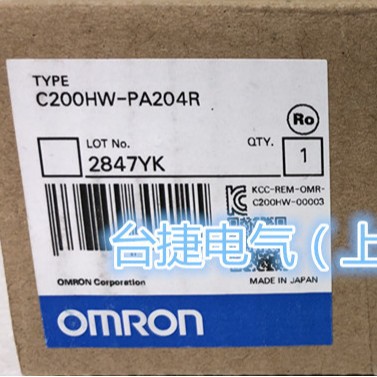 TYPE
C200HW-PA204R
Ro
LOT No.
QTY.
2847YK
1
KCC-REM-OMR-
C200HW-00003
台捷电气（上
OMRON Corporation
MADE IN JAPAN
OMRON